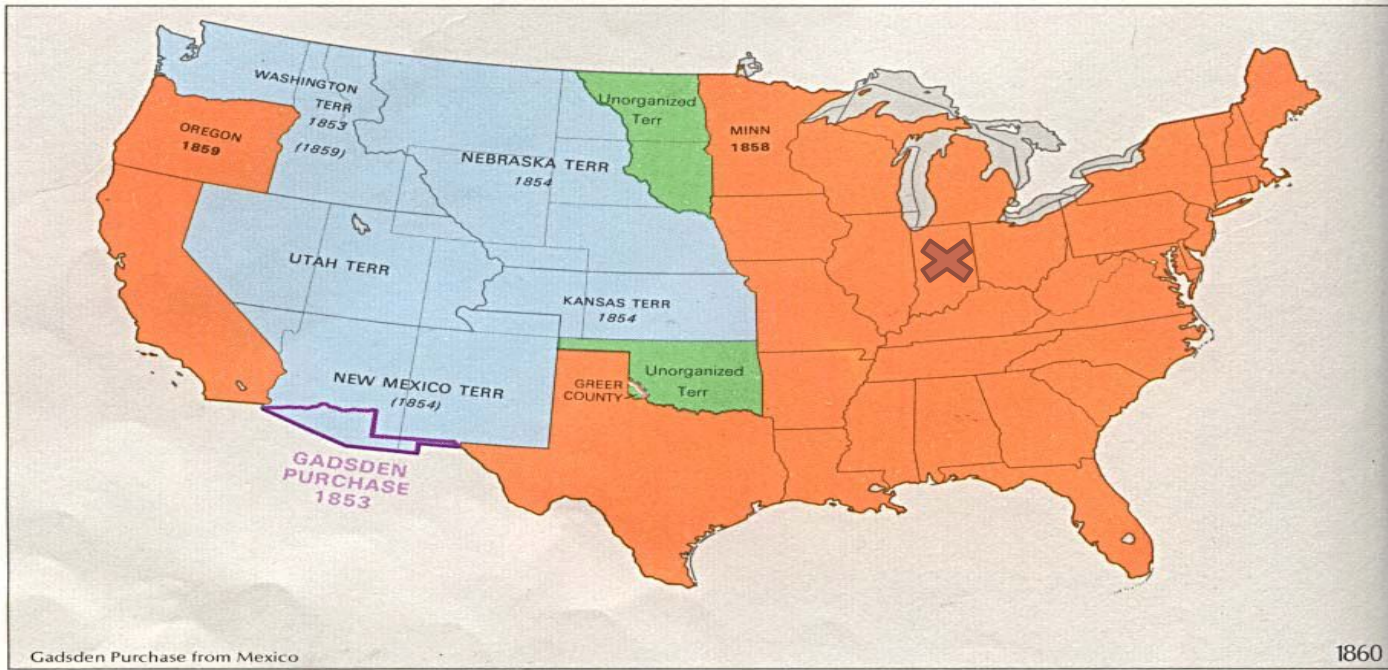 WASHINGTON
TERR
1853
(1859)
OREGON
1859
NEBRASKA TERR
1854
Unorganized
Terr
MINN
1858
UTAH TERR
KANSAS TERR
1854
NEW MEXICO TERR
(1854)
GREER
COUNTY
Unorganized
Terr
GADSDEN
PURCHASE
1853
Gadsden Purchase from Mexico
1860